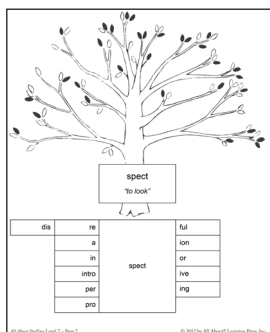 spect
"to look"
dis re ful
a ion
in or
intro spect ive
per ing
pro
All About Spelling Level 7 – Step 7
© 2012 by All About® Learning Press, Inc.